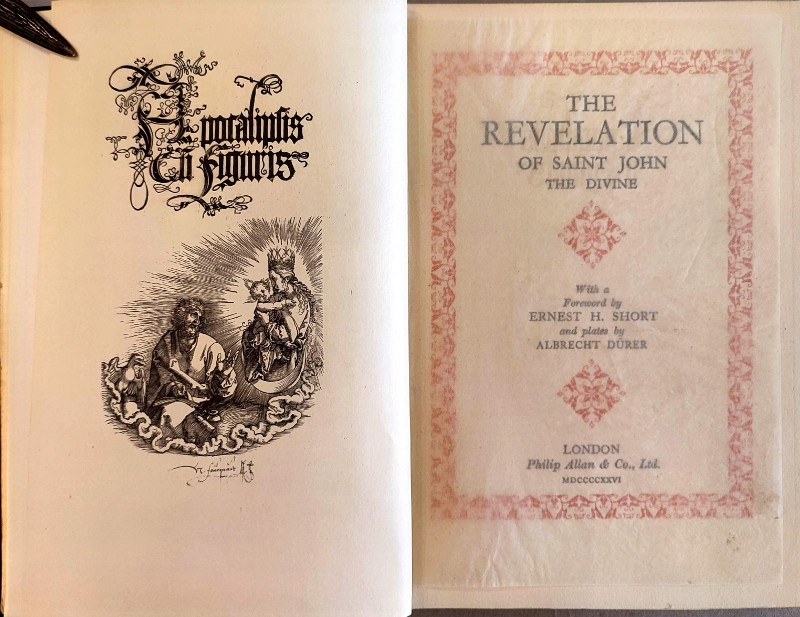 Apocalipsis
Cū Figuris
THE
REVELATION
OF SAINT JOHN
THE DIVINE
With a
Foreword by
ERNEST H. SHORT
and plates by
ALBRECHT DÜRER
LONDON
Philip Allan & Co., Ltd.
MDCCCCXXVI